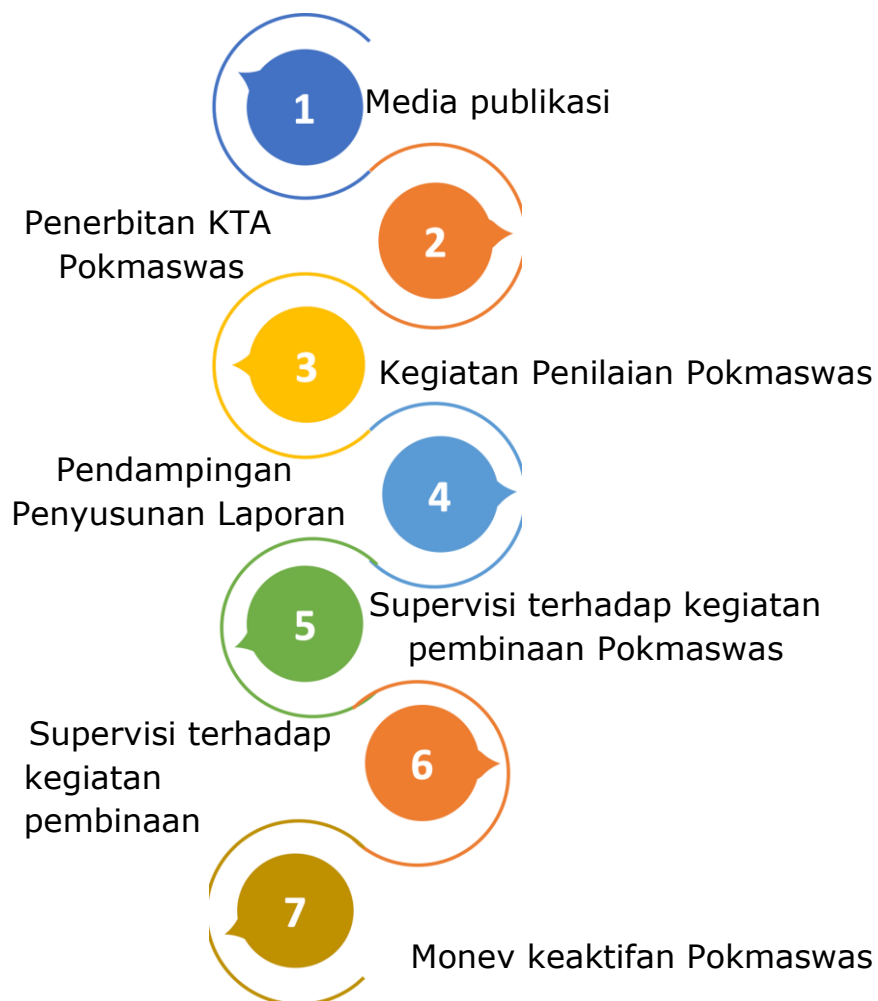 1
Media publikasi
Penerbitan KTA
Pokmaswas
2
3
Kegiatan Penilaian Pokmaswas
Pendampingan
Penyusunan Laporan
4
5
Supervisi terhadap kegiatan
pembinaan Pokmaswas
Supervisi terhadap
kegiatan
pembinaan
6
7
Monev keaktifan Pokmaswas